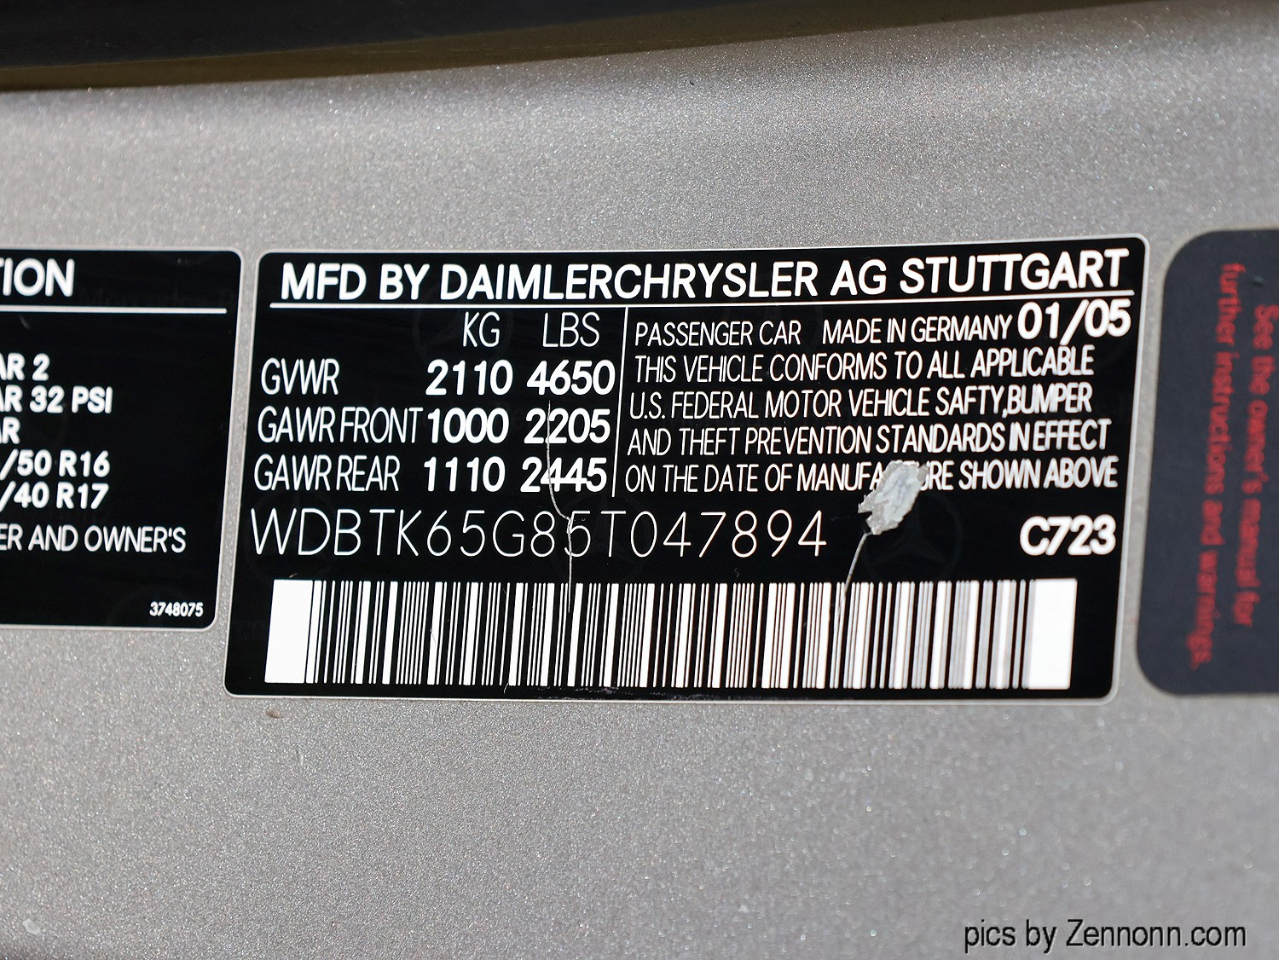 TION
AR 2
AR 32 PSI
AR
/50 R16
/40 R17
ER AND OWNER'S
3748075
MFD BY DAIMLERCHRYSLER AG STUTTGART
KG LBS
GVWR 2110 4650
GAWR FRONT 1000 2205
GAWR REAR 1110 2445
PASSENGER CAR MADE IN GERMANY 01/05
THIS VEHICLE CONFORMS TO ALL APPLICABLE
U.S. FEDERAL MOTOR VEHICLE SAFTY,BUMPER
AND THEFT PREVENTION STANDARDS IN EFFECT
ON THE DATE OF MANUFA RE SHOWN ABOVE
WDBTK65G85T047894 C723
See the owner's manual for
further instructions and warnings.
pics by Zennonn.com